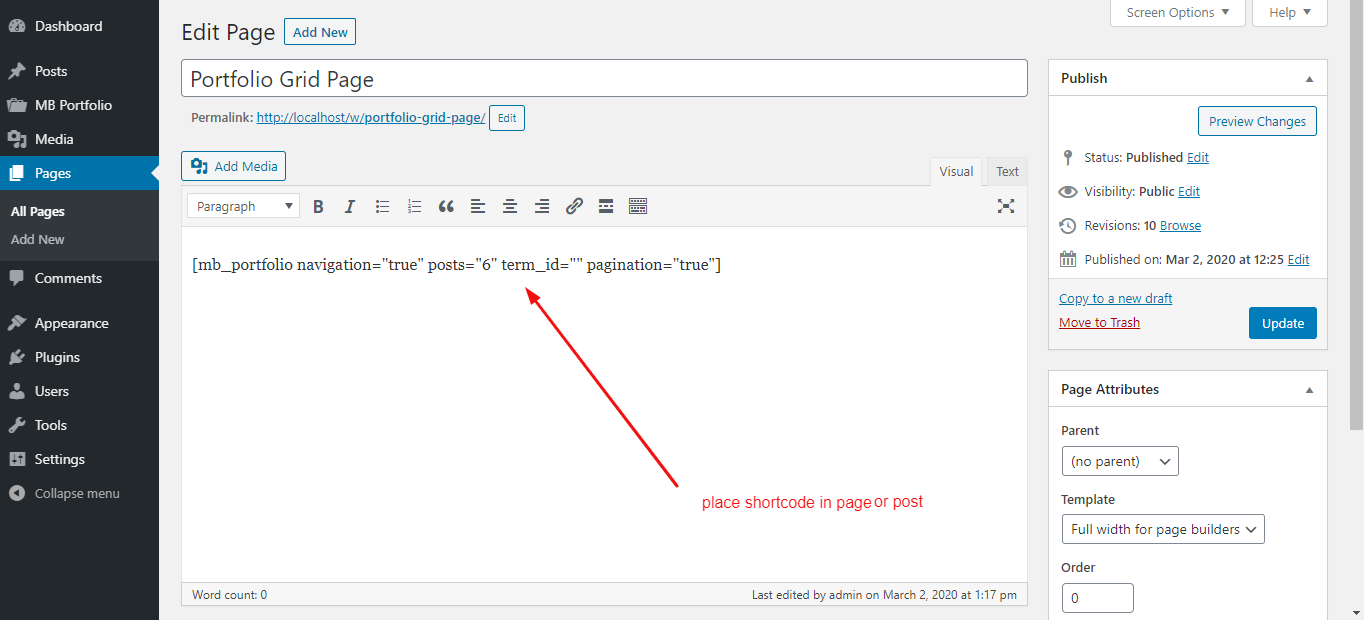 Dashboard
Posts
MB Portfolio
Media
Pages
All Pages
Add New
Comments
Appearance
Plugins
Users
Tools
Settings
Collapse menu
Screen Options
Help
Edit Page
Add New
Portfolio Grid Page
Permalink: http://localhost/w/portfolio-grid-page/ Edit
Add Media
Visual
Text
Paragraph
[mb_portfolio navigation="true" posts="6" term_id="" pagination="true"]
place shortcode in page or post
Word count: 0
Last edited by admin on March 2, 2020 at 1:17 pm
Publish
Preview Changes
Status: Published Edit
Visibility: Public Edit
Revisions: 10 Browse
Published on: Mar 2, 2020 at 12:25 Edit
Copy to a new draft
Move to Trash
Update
Page Attributes
Parent
(no parent)
Template
Full width for page builders
Order
0